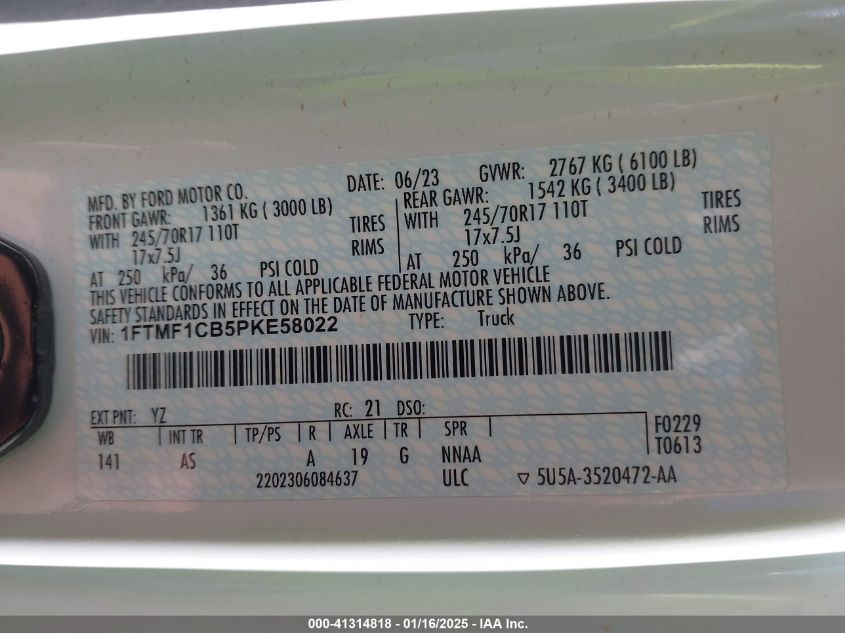 MFD. BY FORD MOTOR CO. DATE: 06/23 GVWR: 2767 KG ( 6100 LB)
FRONT GAWR: 1361 KG ( 3000 LB) REAR GAWR: 1542 KG ( 3400 LB)
WITH 245/70R17 110T TIRES WITH 245/70R17 110T TIRES
17x7.5J RIMS 17x7.5J RIMS
AT 250 kPa/ 36 PSI COLD AT 250 kPa/ 36 PSI COLD
THIS VEHICLE CONFORMS TO ALL APPLICABLE FEDERAL MOTOR VEHICLE
SAFETY STANDARDS IN EFFECT ON THE DATE OF MANUFACTURE SHOWN ABOVE.
VIN: 1FTMF1CB5PKE58022 TYPE: Truck
EXT PNT: YZ RC: 21 DSO:
WB INT TR TP/PS R AXLE TR SPR F0229
141 AS A 19 G NNAA T0613
2202306084637 ULC ▽ 5U5A-3520472-AA
000-41314818 - 01/16/2025 - IAA Inc.